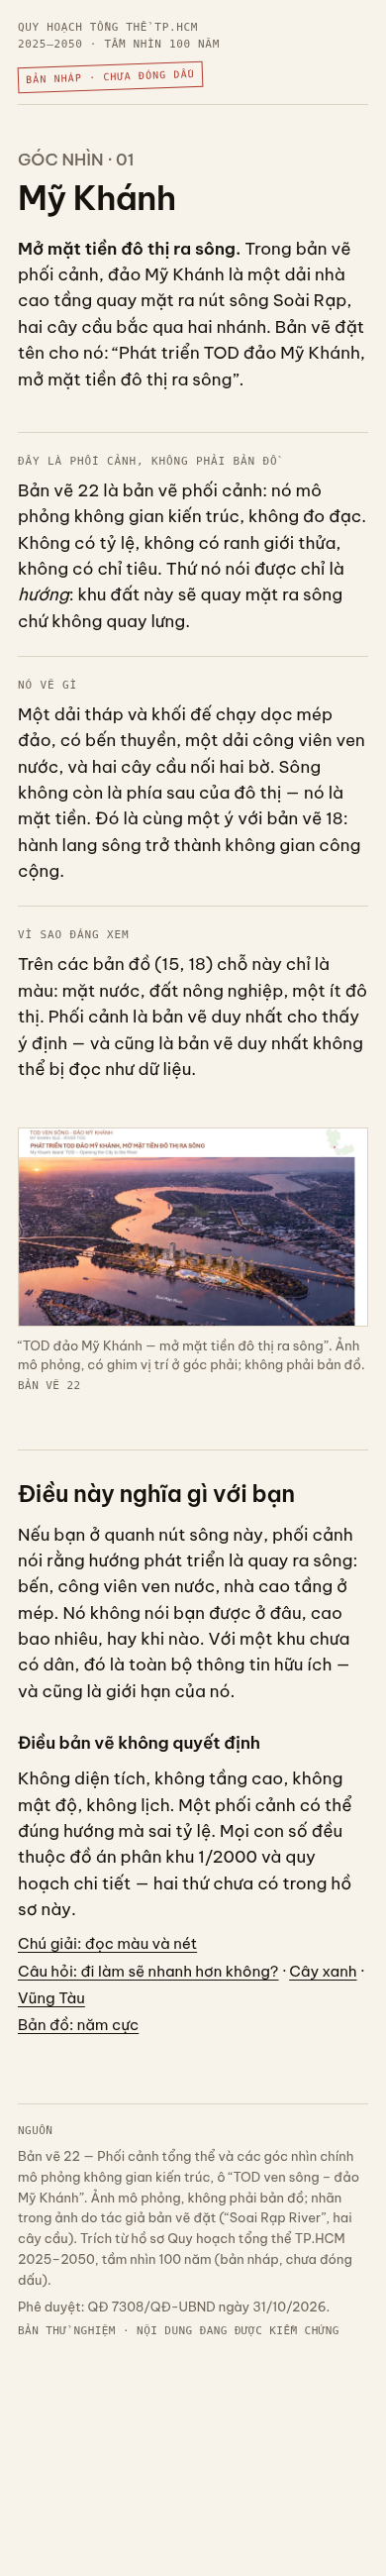 QUY HOẠCH TỔNG THỂ TP.HCM
2025–2050 · TẦM NHÌN 100 NĂM
BẢN NHÁP · CHƯA ĐÓNG DẤU
GÓC NHÌN · 01
Mỹ Khánh
Mở mặt tiền đô thị ra sông. Trong bản vẽ
phối cảnh, đảo Mỹ Khánh là một dải nhà
cao tầng quay mặt ra nút sông Soài Rạp,
hai cây cầu bắc qua hai nhánh. Bản vẽ đặt
tên cho nó: “Phát triển TOD đảo Mỹ Khánh,
mở mặt tiền đô thị ra sông”.
ĐÂY LÀ PHỐI CẢNH, KHÔNG PHẢI BẢN ĐỒ
Bản vẽ 22 là bản vẽ phối cảnh: nó mô
phỏng không gian kiến trúc, không đo đạc.
Không có tỷ lệ, không có ranh giới thửa,
không có chỉ tiêu. Thứ nó nói được chỉ là
hướng: khu đất này sẽ quay mặt ra sông
chứ không quay lưng.
NÓ VẼ GÌ
Một dải tháp và khối đế chạy dọc mép
đảo, có bến thuyền, một dải công viên ven
nước, và hai cây cầu nối hai bờ. Sông
không còn là phía sau của đô thị — nó là
mặt tiền. Đó là cùng một ý với bản vẽ 18:
hành lang sông trở thành không gian công
cộng.
VÌ SAO ĐÁNG XEM
Trên các bản đồ (15, 18) chỗ này chỉ là
màu: mặt nước, đất nông nghiệp, một ít đô
thị. Phối cảnh là bản vẽ duy nhất cho thấy
ý định — và cũng là bản vẽ duy nhất không
thể bị đọc như dữ liệu.
TOD VEN SÔNG - ĐẢO MỸ KHÁNH
PHÁT TRIỂN TOD ĐẢO MỸ KHÁNH, MỞ MẶT TIỀN ĐÔ THỊ RA SÔNG
“TOD đảo Mỹ Khánh — mở mặt tiền đô thị ra sông”. Ảnh
mô phỏng, có ghim vị trí ở góc phải; không phải bản đồ.
BẢN VẼ 22
Điều này nghĩa gì với bạn
Nếu bạn ở quanh nút sông này, phối cảnh
nói rằng hướng phát triển là quay ra sông:
bến, công viên ven nước, nhà cao tầng ở
mép. Nó không nói bạn được ở đâu, cao
bao nhiêu, hay khi nào. Với một khu chưa
có dân, đó là toàn bộ thông tin hữu ích —
và cũng là giới hạn của nó.
Điều bản vẽ không quyết định
Không diện tích, không tầng cao, không
mật độ, không lịch. Một phối cảnh có thể
đúng hướng mà sai tỷ lệ. Mọi con số đều
thuộc đồ án phân khu 1/2000 và quy
hoạch chi tiết — hai thứ chưa có trong hồ
sơ này.
Chú giải: đọc màu và nét
Câu hỏi: đi làm sẽ nhanh hơn không? · Cây xanh ·
Vũng Tàu
Bản đồ: năm cực
NGUỒN
Bản vẽ 22 — Phối cảnh tổng thể và các góc nhìn chính
mô phỏng không gian kiến trúc, ô “TOD ven sông – đảo
Mỹ Khánh”. Ảnh mô phỏng, không phải bản đồ; nhãn
trong ảnh do tác giả bản vẽ đặt (“Soai Rạp River”, hai
cây cầu). Trích từ hồ sơ Quy hoạch tổng thể TP.HCM
2025–2050, tầm nhìn 100 năm (bản nháp, chưa đóng
dấu).
Phê duyệt: QĐ 7308/QĐ-UBND ngày 31/10/2026.
BẢN THỬ NGHIỆM · NỘI DUNG ĐANG ĐƯỢC KIỂM CHỨNG